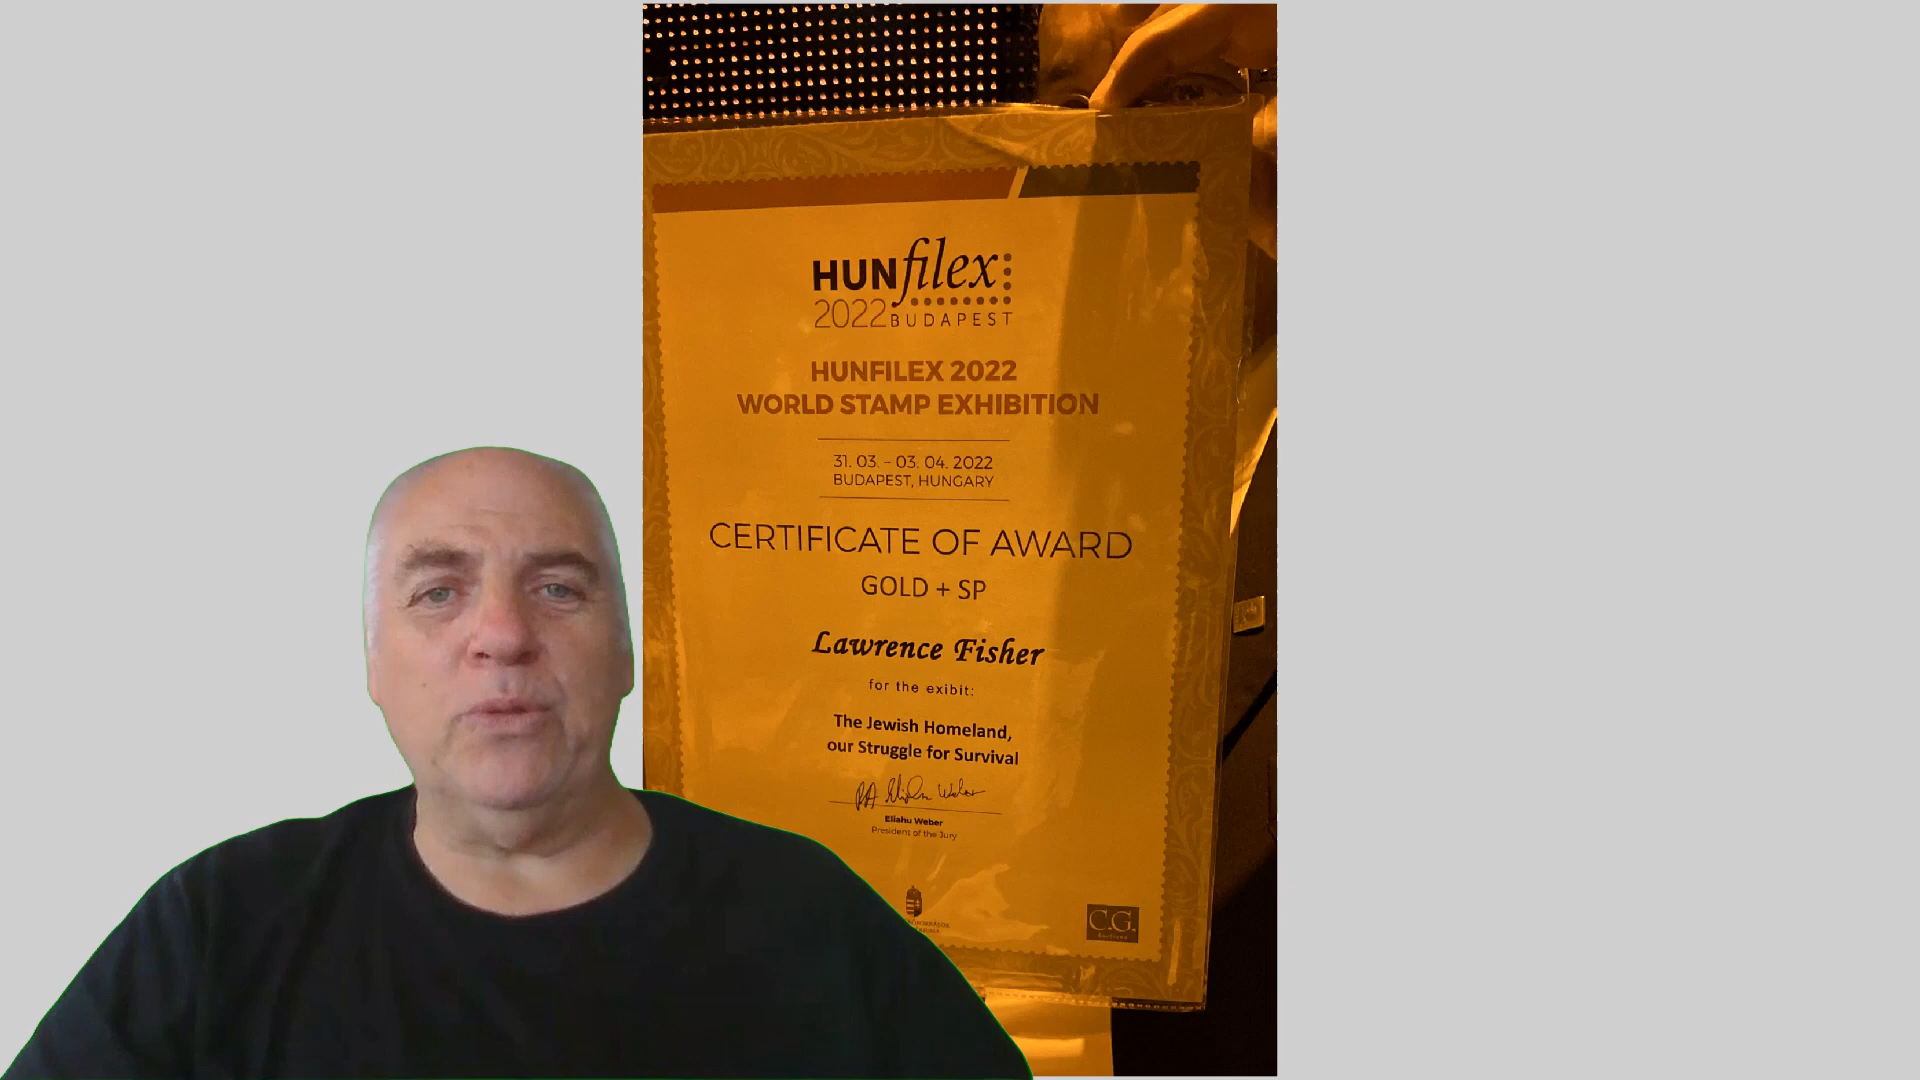 HUNfilex
2022 BUDAPEST
HUNFILEX 2022
WORLD STAMP EXHIBITION
31. 03. – 03. 04. 2022
BUDAPEST, HUNGARY
CERTIFICATE OF AWARD
GOLD + SP
Lawrence Fisher
for the exibit:
The Jewish Homeland,
our Struggle for Survival
Eliahu Weber
Eliahu Weber
President of the Jury
C.G.